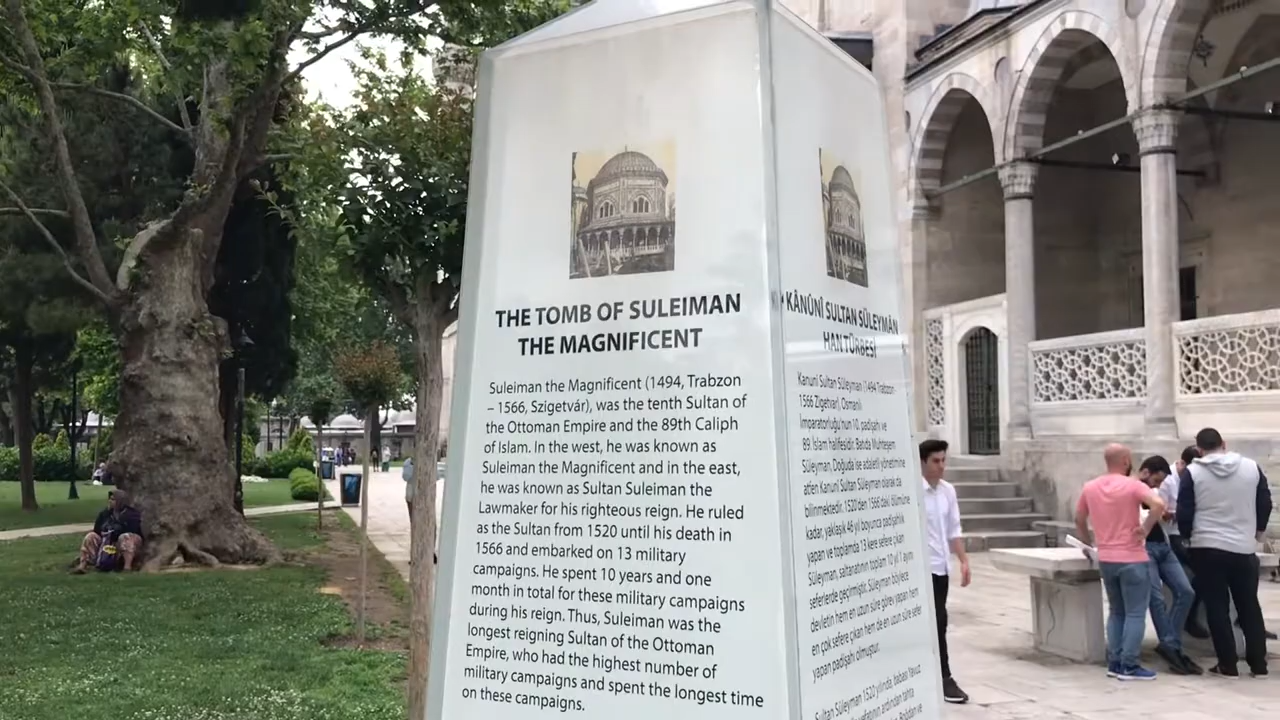 THE TOMB OF SULEIMAN
THE MAGNIFICENT
Suleiman the Magnificent (1494, Trabzon
– 1566, Szigetvár), was the tenth Sultan of
the Ottoman Empire and the 89th Caliph
of Islam. In the west, he was known as
Suleiman the Magnificent and in the east,
he was known as Sultan Suleiman the
Lawmaker for his righteous reign. He ruled
as the Sultan from 1520 until his death in
1566 and embarked on 13 military
campaigns. He spent 10 years and one
month in total for these military campaigns
during his reign. Thus, Suleiman was the
longest reigning Sultan of the Ottoman
Empire, who had the highest number of
military campaigns and spent the longest time
on these campaigns.
KÂNÛNÎ SULTAN SÜLEYMÂN
HAN TÜRBESİ
Kanuni Sultan Süleyman (1494 Trabzon -
1566 Zigetvar), Osmanlı
İmparatorluğu'nun 10. padişahı ve
89. İslam halifesidir. Batıda Muhteşem
Süleyman, Doğuda ise adaletli yönetimine
atfen Kanuni Sultan Süleyman olarak da
bilinmektedir. 1520'den 1566'daki ölümüne
kadar, yaklaşık 46 yıl boyunca padişahlık
yapan ve toplamda 13 kere sefere çıkan
Süleyman, saltanatının toplam 10 yıl 1 ayını
seferlerde geçirmiştir. Süleyman böylece
devletin hem en uzun süre görev yapan hem
en çok sefere çıkan hem de en uzun süre sefer
yapan padişahı olmuştur.
Sultan Süleyman 1520 yılında, babası Yavuz
ardından tahta